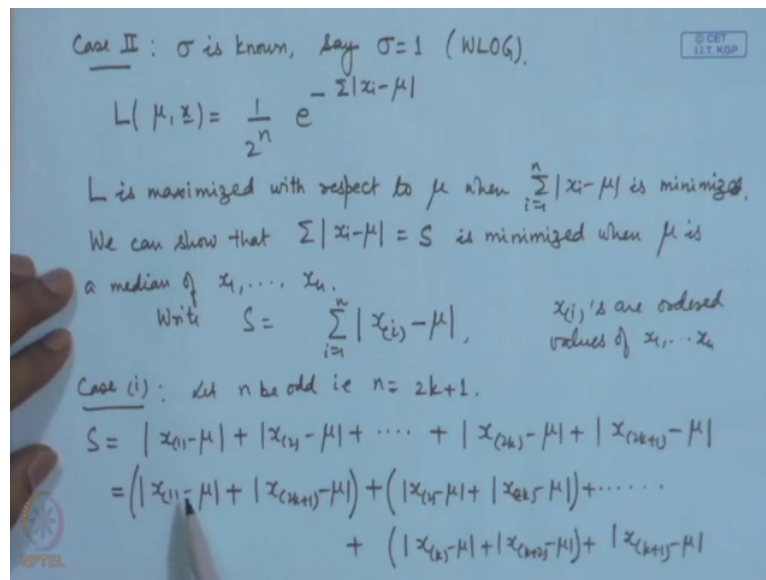 Case II : σ is known, say σ=1 (WLOG).
© CET
I.I.T. KGP
L(μ, x) = 1/2^n e^{-Σ|xi-μ|}
L is maximized with respect to μ when Σ_{i=1}^{n} |xi-μ| is minimized.
We can show that Σ|xi-μ| = S is minimized when μ is
a median of x1, .... xn.
Write S = Σ_{i=1}^{n} |x(i) - μ|, x(i)'s are ordered
values of x1, .. xn
Case (i) : Let n be odd ie n = 2k+1.
S = |x(1)-μ| + |x(2)-μ| + .... + |x(2k)-μ| + |x(2k+1)-μ|
= (|x(1)-μ| + |x(2k+1)-μ|) + (|x(2)-μ| + |x(2k)-μ|) + ......
+ (|x(k)-μ| + |x(k+2)-μ|) + |x(k+1)-μ|
NPTEL